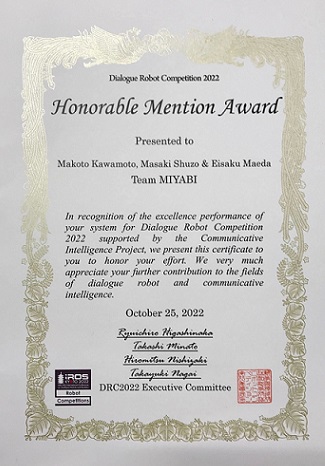 Dialogue Robot Competition 2022
Honorable Mention Award
Presented to
Makoto Kawamoto, Masaki Shuzo & Eisaku Maeda
Team MIYABI
In recognition of the excellence performance of
your system for Dialogue Robot Competition
2022 supported by the Communicative
Intelligence Project, we present this certificate to
you to honor your effort. We very much
appreciate your further contribution to the fields
of dialogue robot and communicative
intelligence.
October 25, 2022
Ryuichiro Higashinaka
Takashi Minato
Hiromitsu Nishizaki
Takayuki Nagai
DRC2022 Executive Committee
IROS
Robot
Competitions